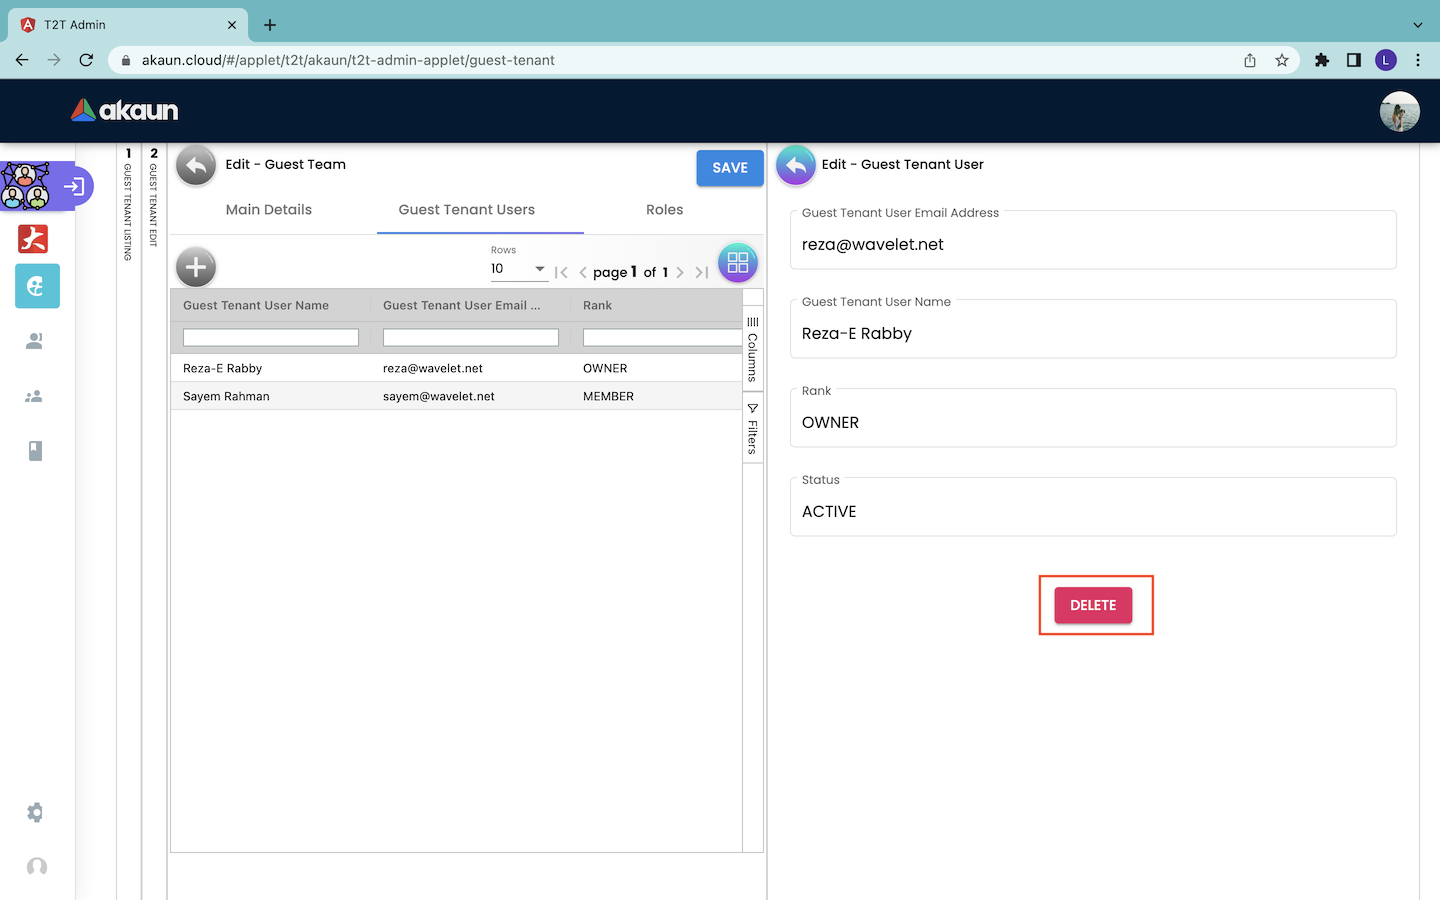 T2T Admin
akaun.cloud/#/applet/t2t/akaun/t2t-admin-applet/guest-tenant
L
akaun
1 GUEST TENANT LISTING
2 GUEST TENANT EDIT
Edit - Guest Team
SAVE
Main Details
Guest Tenant Users
Roles
Rows
10
page 1 of 1
Guest Tenant User Name
Guest Tenant User Email ...
Rank
Reza-E Rabby
reza@wavelet.net
OWNER
Sayem Rahman
sayem@wavelet.net
MEMBER
Columns
Filters
Edit - Guest Tenant User
Guest Tenant User Email Address
reza@wavelet.net
Guest Tenant User Name
Reza-E Rabby
Rank
OWNER
Status
ACTIVE
DELETE